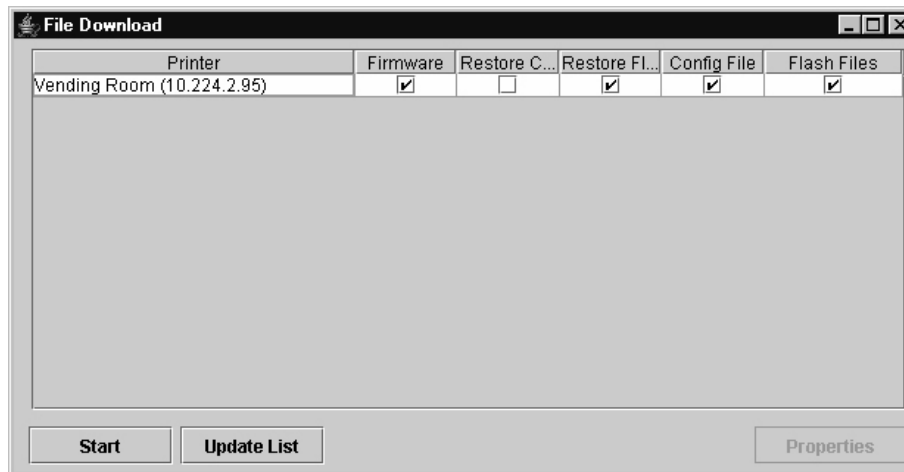 File Download
Printer Firmware Restore C... Restore Fl... Config File Flash Files
Vending Room (10.224.2.95)
Start Update List Properties